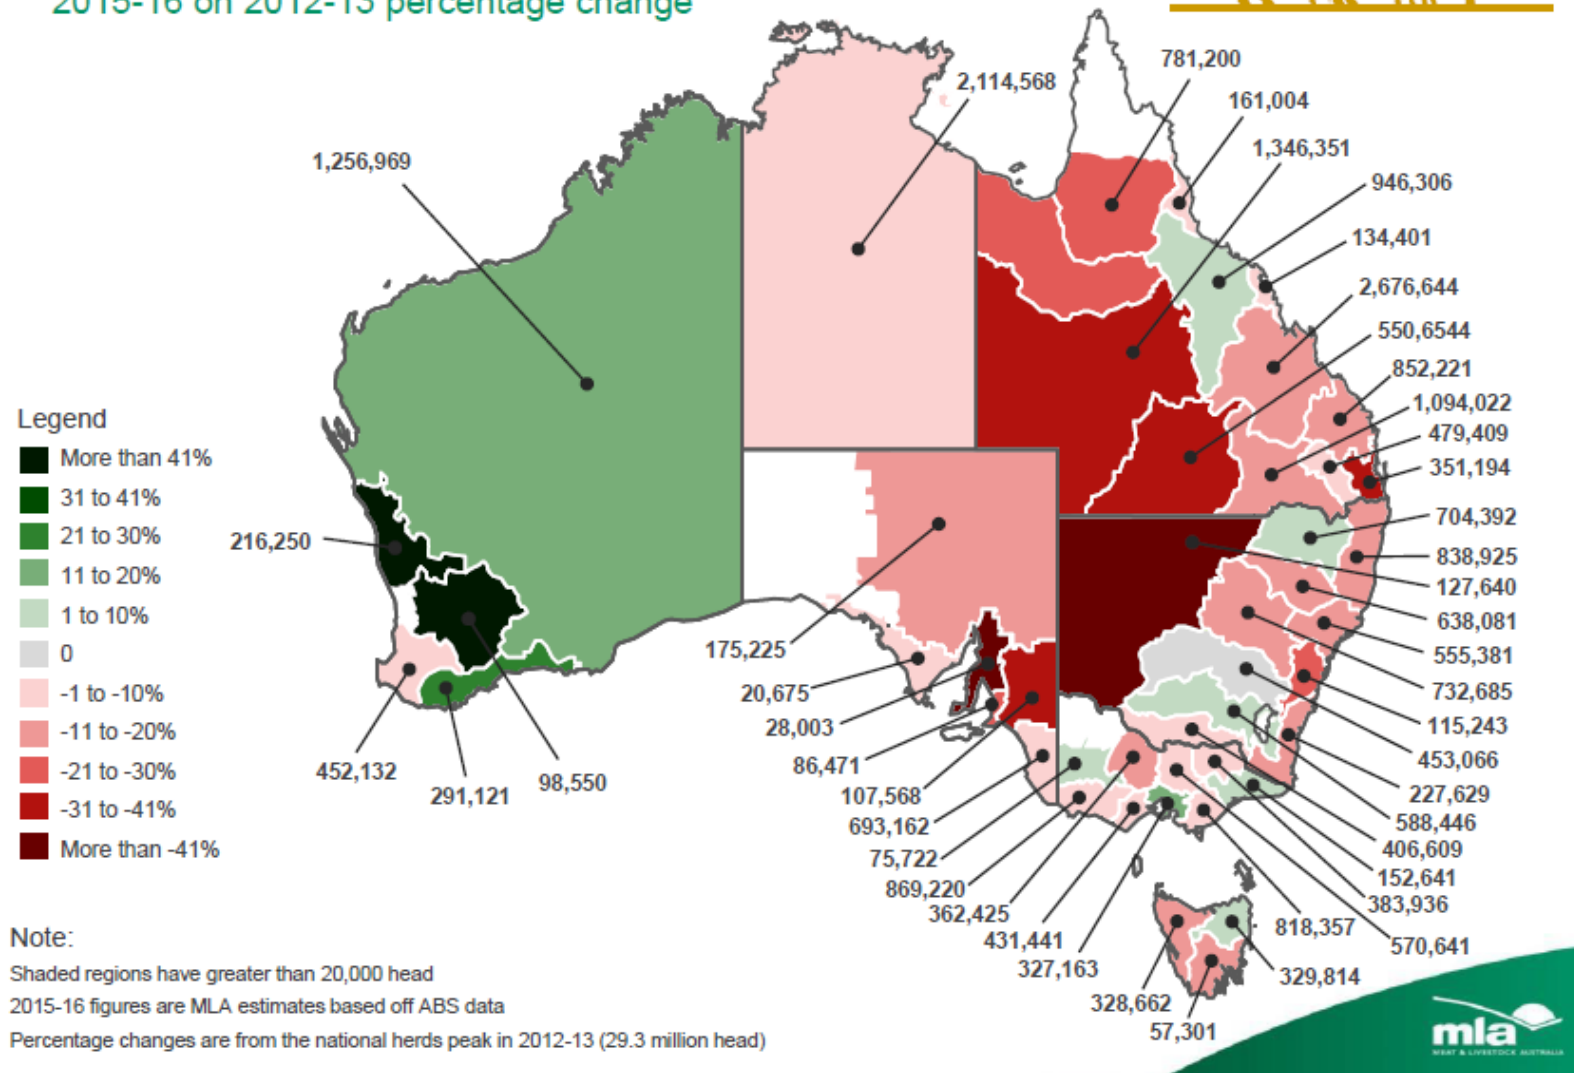 2015-16 on 2012-13 percentage change
781,200
2,114,568
161,004
1,346,351
1,256,969
946,306
134,401
2,676,644
550,6544
852,221
1,094,022
479,409
351,194
704,392
216,250
838,925
127,640
638,081
175,225
555,381
20,675
732,685
28,003
115,243
86,471
453,066
452,132
291,121
98,550
107,568
227,629
693,162
588,446
75,722
406,609
869,220
152,641
362,425
383,936
431,441
818,357
570,641
327,163
329,814
328,662
57,301
Legend
More than 41%
31 to 41%
21 to 30%
11 to 20%
1 to 10%
0
-1 to -10%
-11 to -20%
-21 to -30%
-31 to -41%
More than -41%
Note:
Shaded regions have greater than 20,000 head
2015-16 figures are MLA estimates based off ABS data
Percentage changes are from the national herds peak in 2012-13 (29.3 million head)
mla
MEAT & LIVESTOCK AUSTRALIA